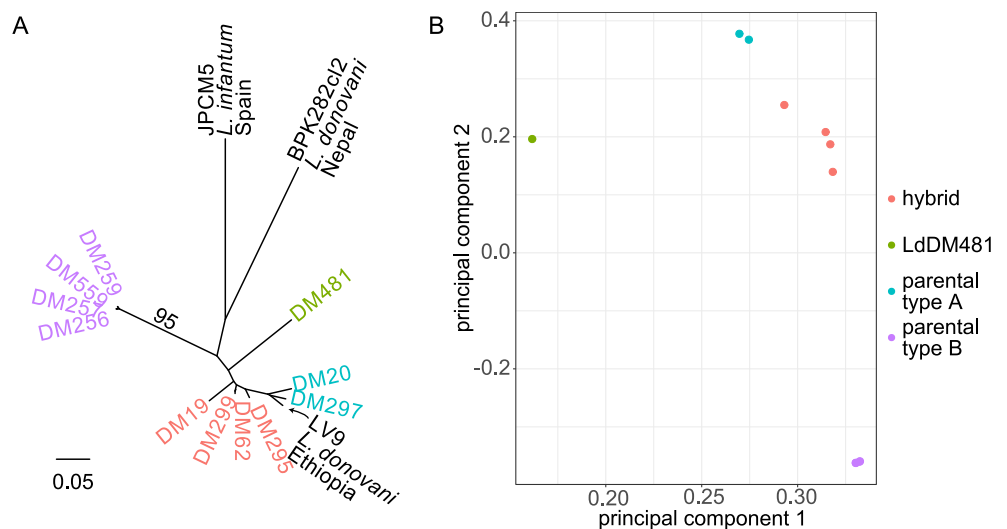 A
JPCM5
L. infantum
Spain
BPK282cl2
L. donovani
Nepal
DM259
DM559
DM257
DM256
95
DM481
DM20
DM297
LV9
L. donovani
Ethiopia
DM19
DM299
DM62
DM295
0.05
B
principal component 2
0.4
0.2
0.0
-0.2
0.20
0.25
0.30
principal component 1
hybrid
LdDM481
parental
type A
parental
type B